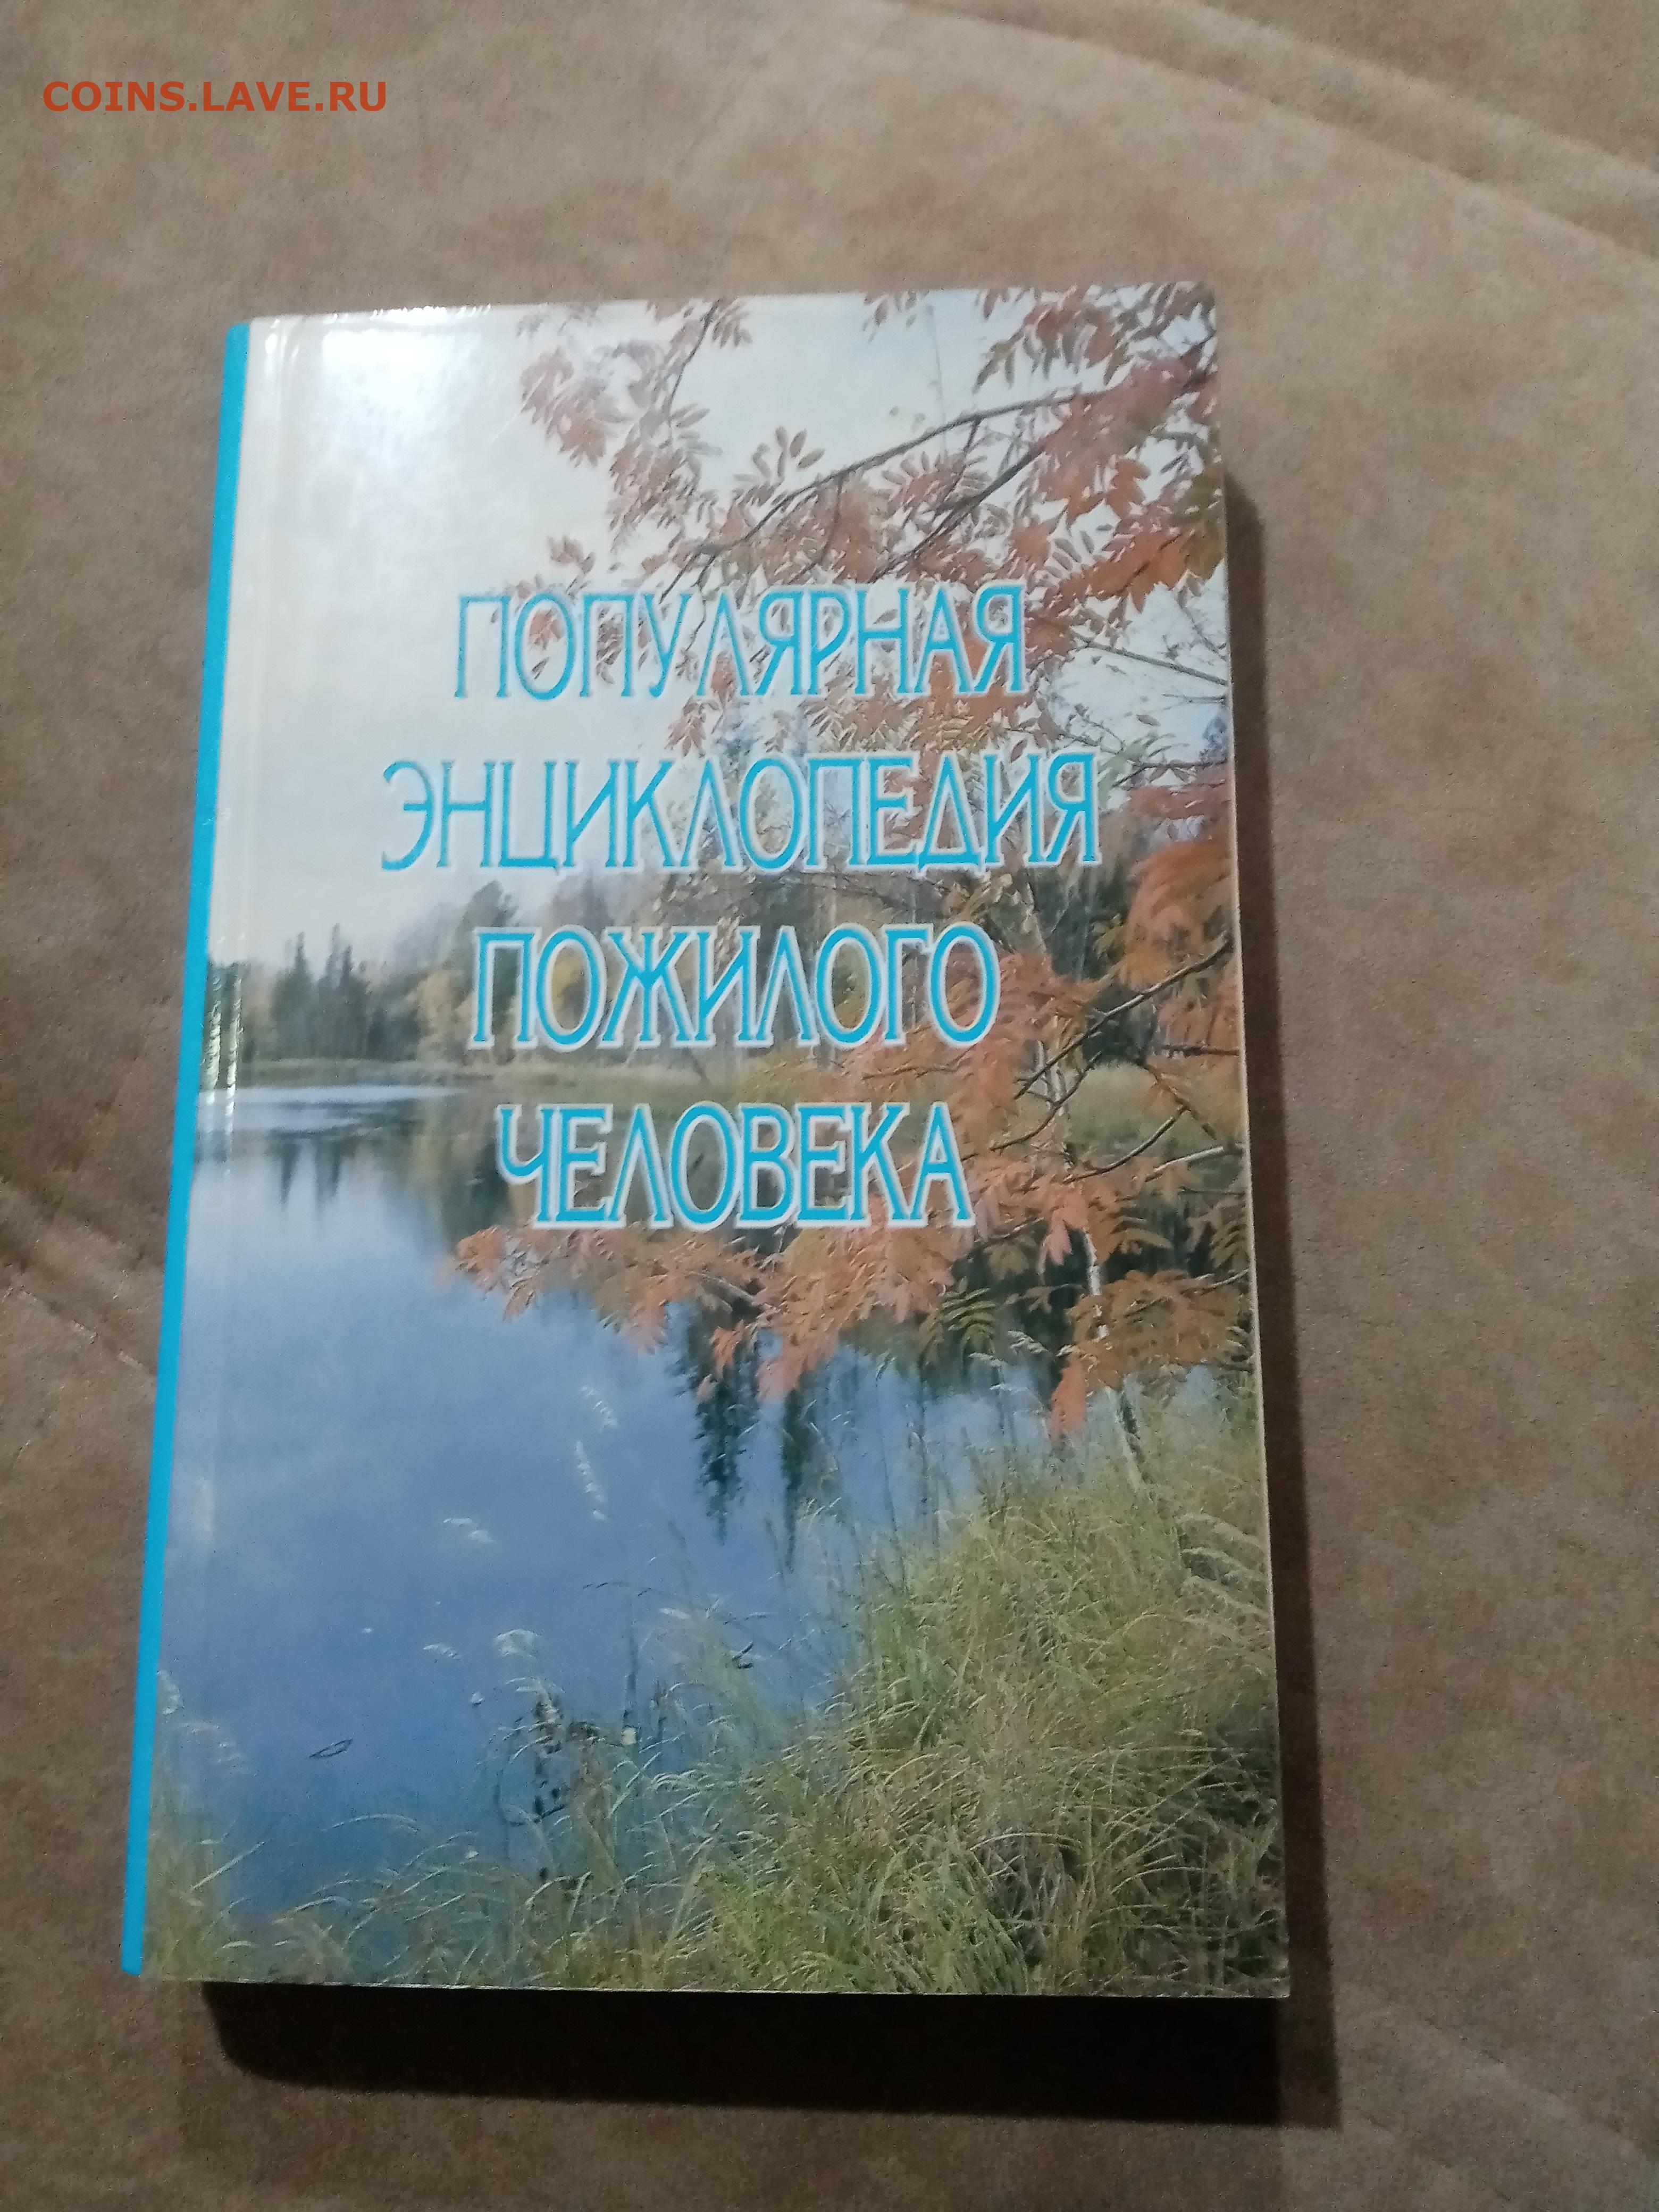 COINS.LAVE.RU
ПОПУЛЯРНАЯ
ЭНЦИКЛОПЕДИЯ
ПОЖИЛОГО
ЧЕЛОВЕКА